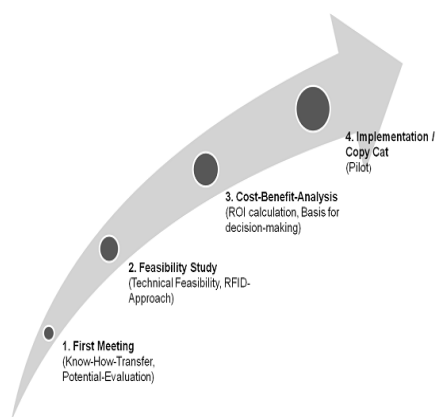 4. Implementation /
Copy Cat
(Pilot)
3. Cost-Benefit-Analysis
(ROI calculation, Basis for
decision-making)
2. Feasibility Study
(Technical Feasibility, RFID-
Approach)
1. First Meeting
(Know-How-Transfer,
Potential-Evaluation)